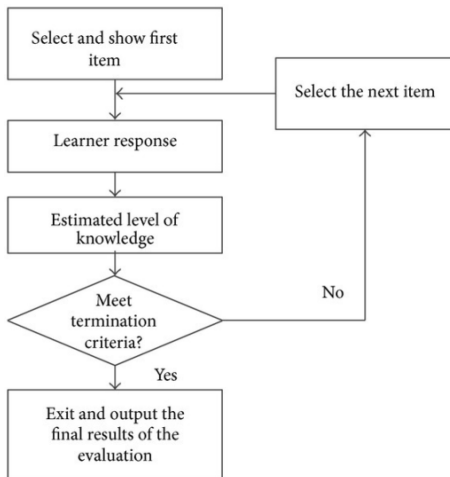 Select and show first
item
Select the next item
Learner response
Estimated level of
knowledge
Meet
termination
criteria?
No
Yes
Exit and output the
final results of the
evaluation